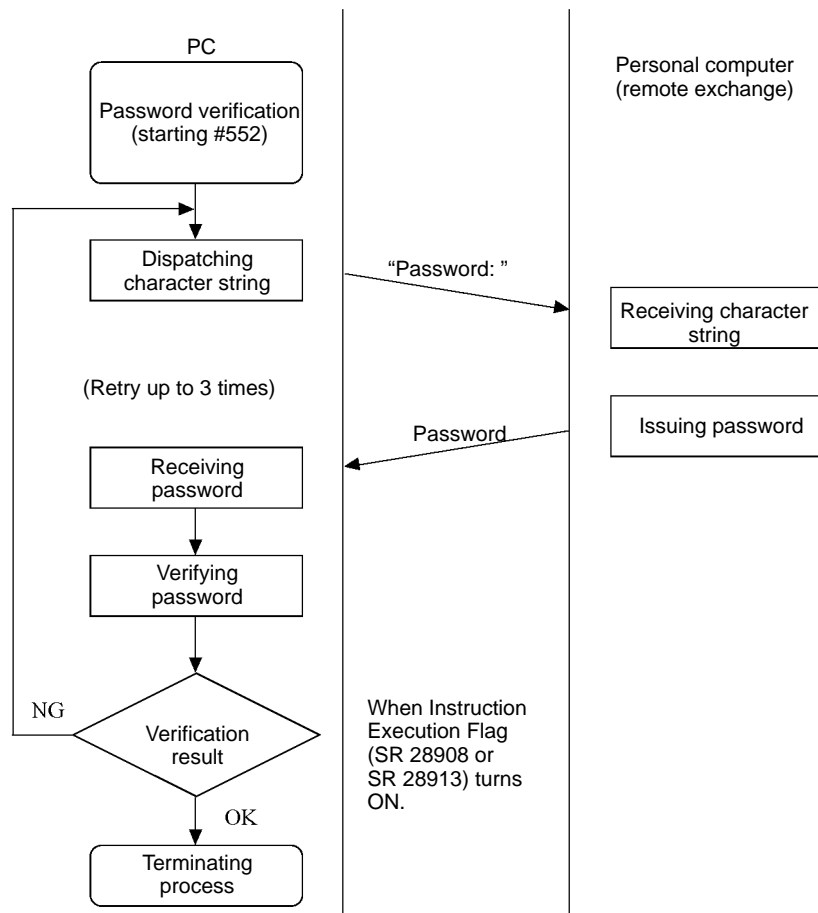 PC
Personal computer
(remote exchange)
Password verification
(starting #552)
Dispatching
character string
“Password: ”
Receiving character
string
(Retry up to 3 times)
Issuing password
Password
Receiving
password
Verifying
password
NG
Verification
result
When Instruction
Execution Flag
(SR 28908 or
SR 28913) turns
ON.
OK
Terminating
process